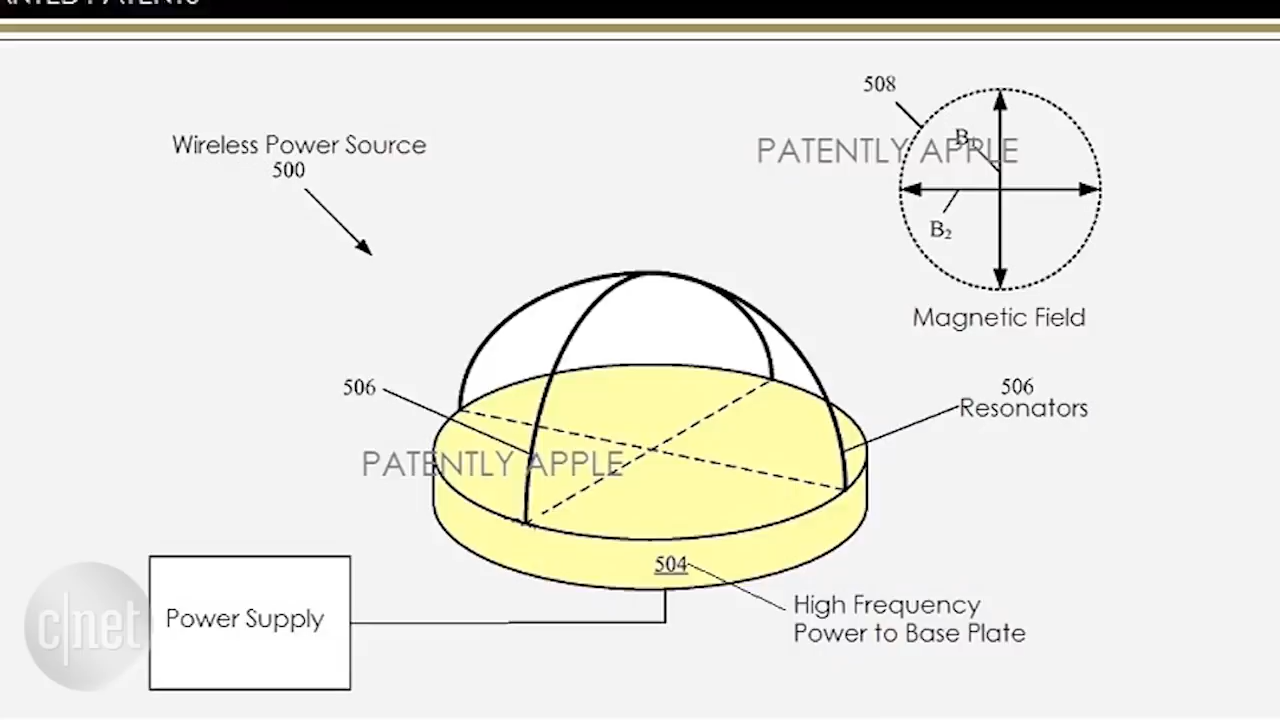 Wireless Power Source
500
508
PATENTLY APPLE
B
B₂
Magnetic Field
506
506
Resonators
PATENTLY APPLE
504
High Frequency
Power to Base Plate
Power Supply
c|net